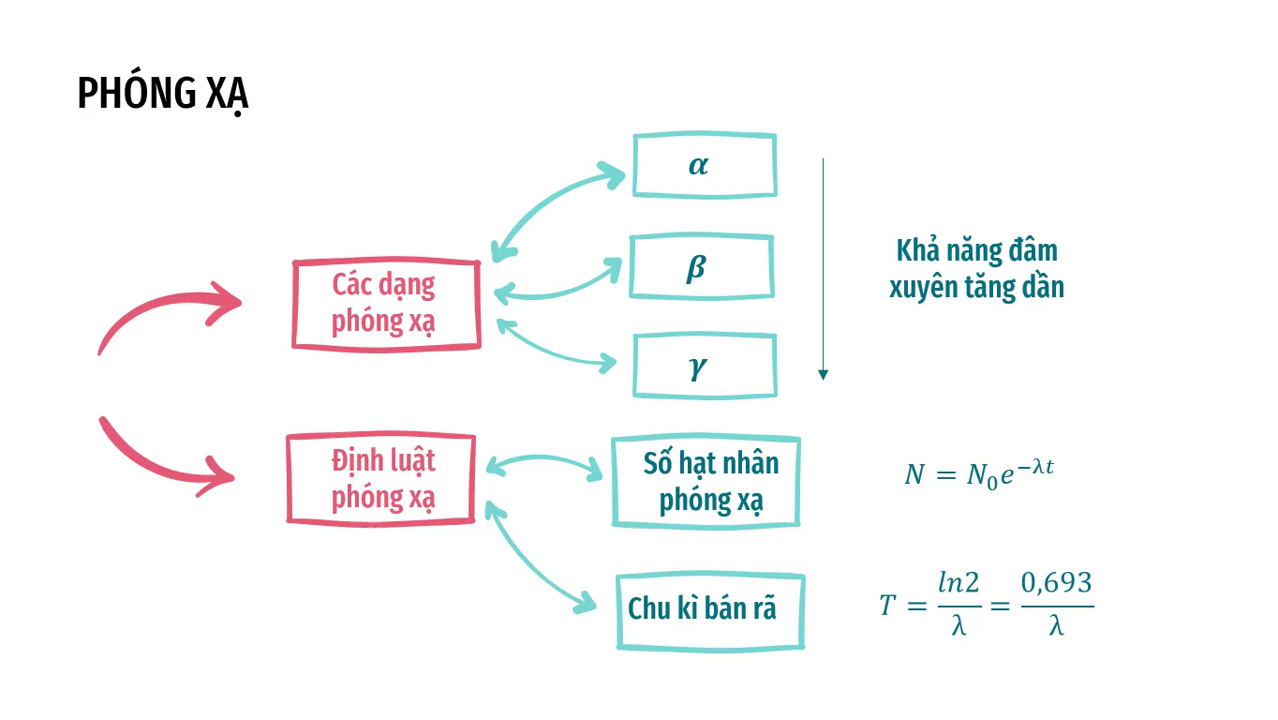 PHÓNG XẠ
Các dạng
phóng xạ
α
β
γ
Khả năng đâm
xuyên tăng dần
Định luật
phóng xạ
Số hạt nhân
phóng xạ
N = N₀e^{−λt}
Chu kì bán rã
T = ln2/λ = 0,693/λ